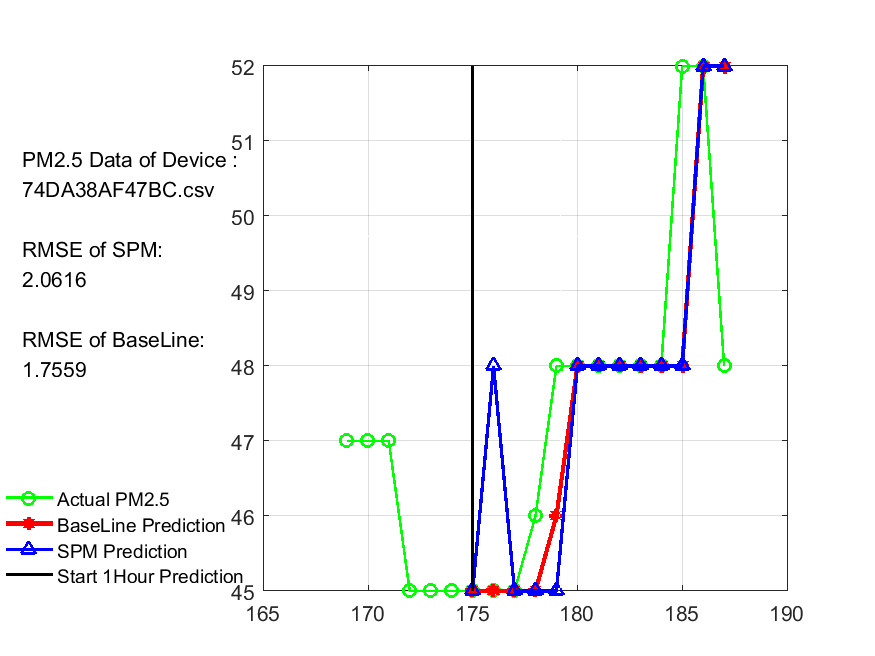 PM2.5 Data of Device :
74DA38AF47BC.csv
RMSE of SPM:
2.0616
RMSE of BaseLine:
1.7559
Actual PM2.5
BaseLine Prediction
SPM Prediction
Start 1Hour Prediction
52
51
50
49
48
47
46
45
165 170 175 180 185 190